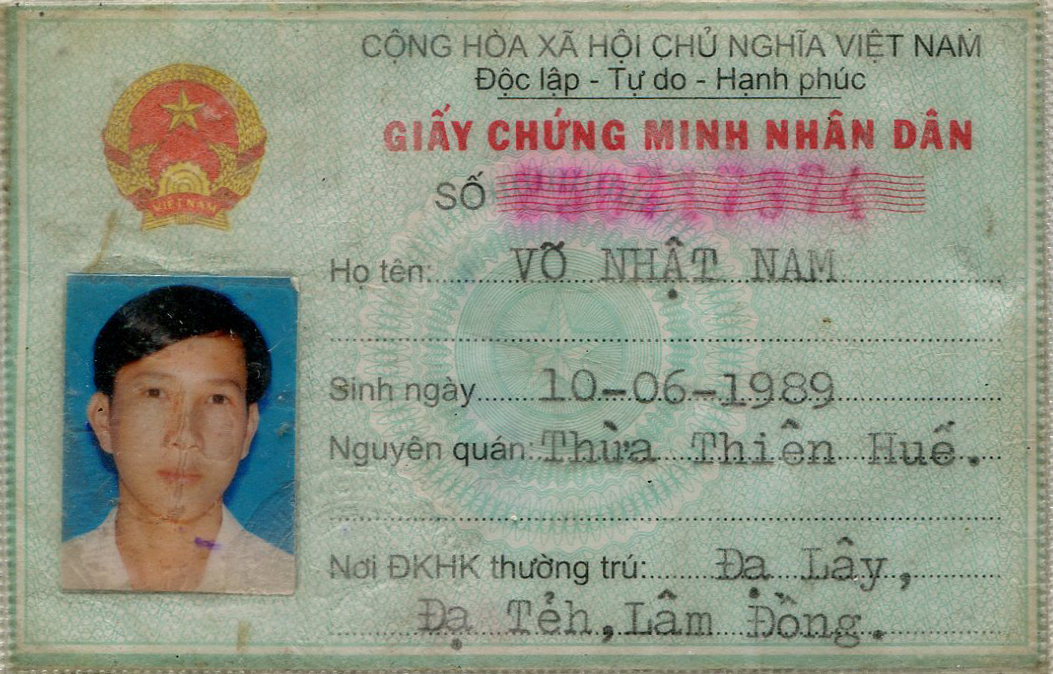 CỘNG HÒA XÃ HỘI CHỦ NGHĨA VIỆT NAM
Độc lập - Tự do - Hạnh phúc
GIẤY CHỨNG MINH NHÂN DÂN
VIỆT NAM
SỐ
Họ tên: VÕ NHẬT NAM
Sinh ngày 10-06-1989
Nguyên quán: Thừa Thiên Huế.
Nơi ĐKHK thường trú: Đạ Lây,
Đạ Tẻh, Lâm Đồng.